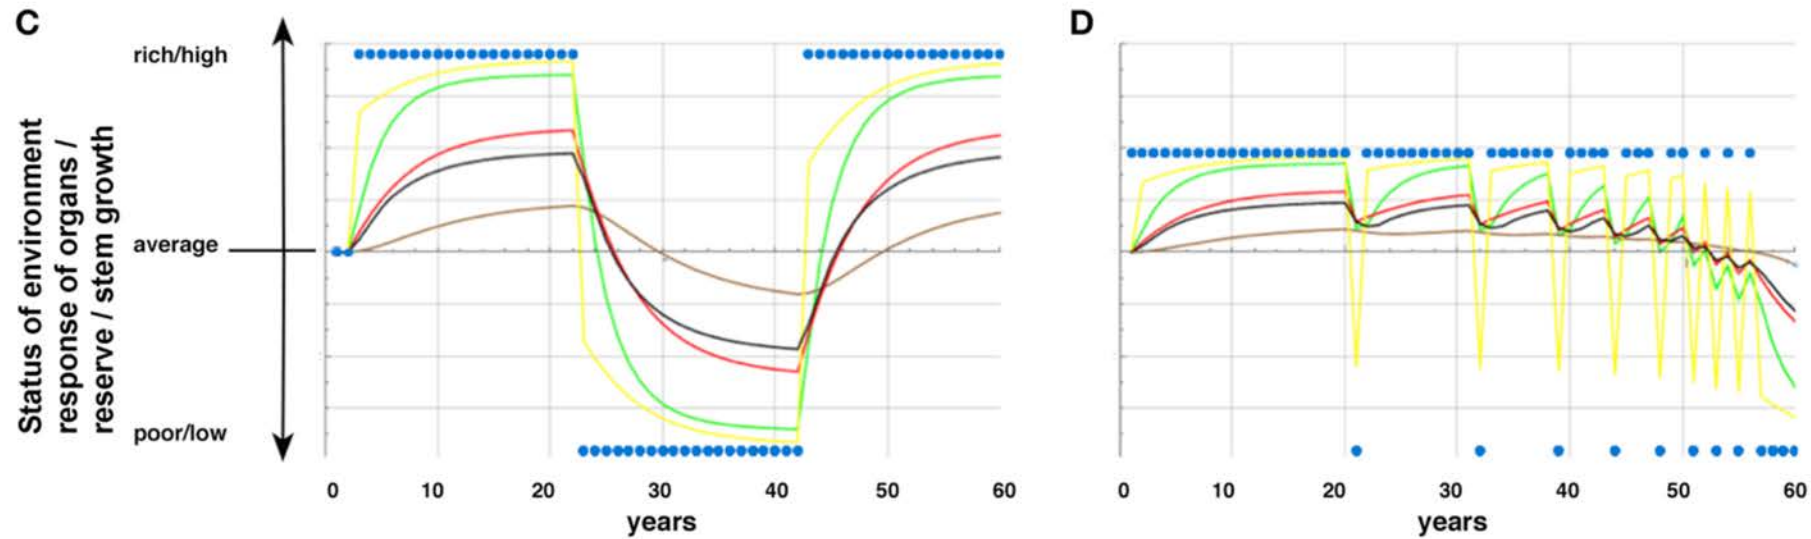 C
rich/high
average
poor/low
Status of environment
response of organs /
reserve / stem growth
0 10 20 30 40 50 60
years
D
0 10 20 30 40 50 60
years